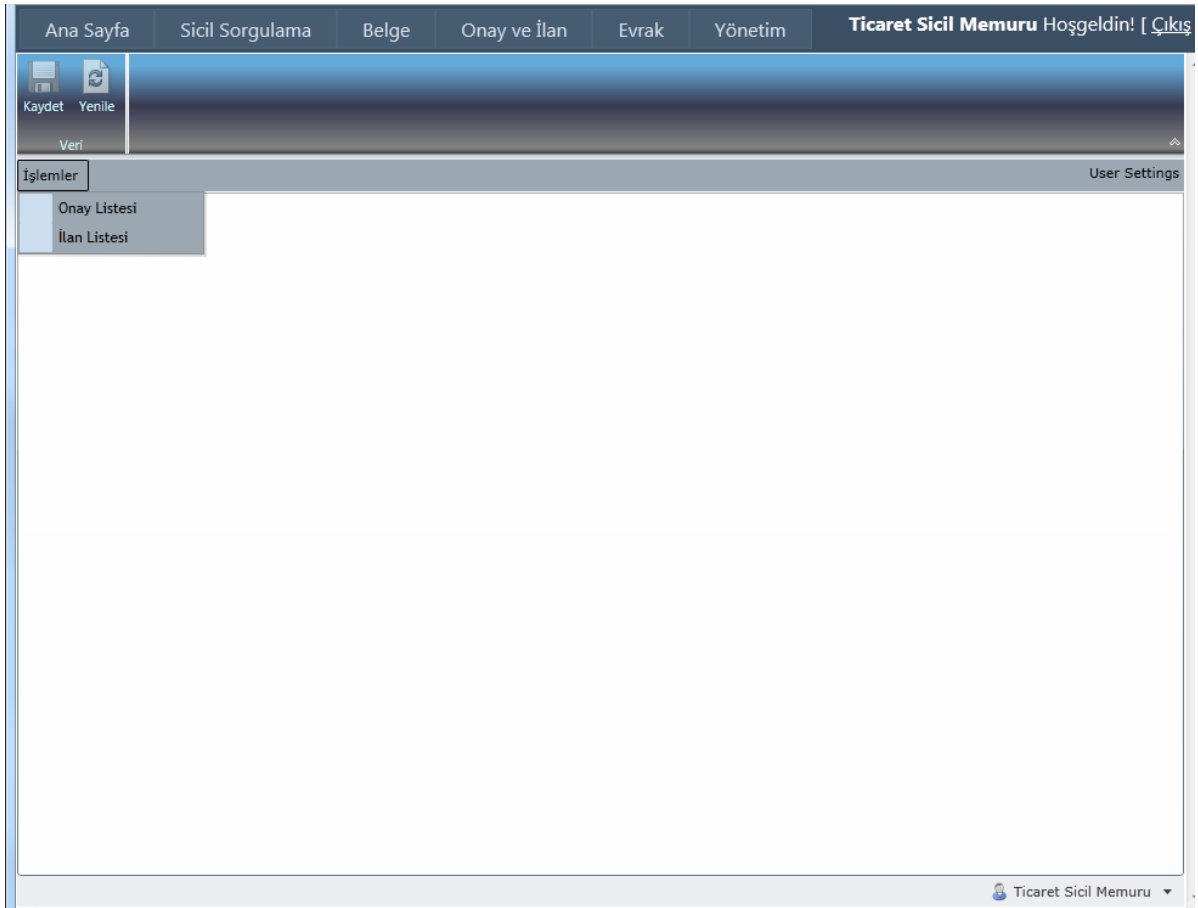 Ana Sayfa Sicil Sorgulama Belge Onay ve İlan Evrak Yönetim Ticaret Sicil Memuru Hoşgeldin! [ Çıkış
Kaydet Yenile
Veri
İşlemler User Settings
Onay Listesi
İlan Listesi
Ticaret Sicil Memuru